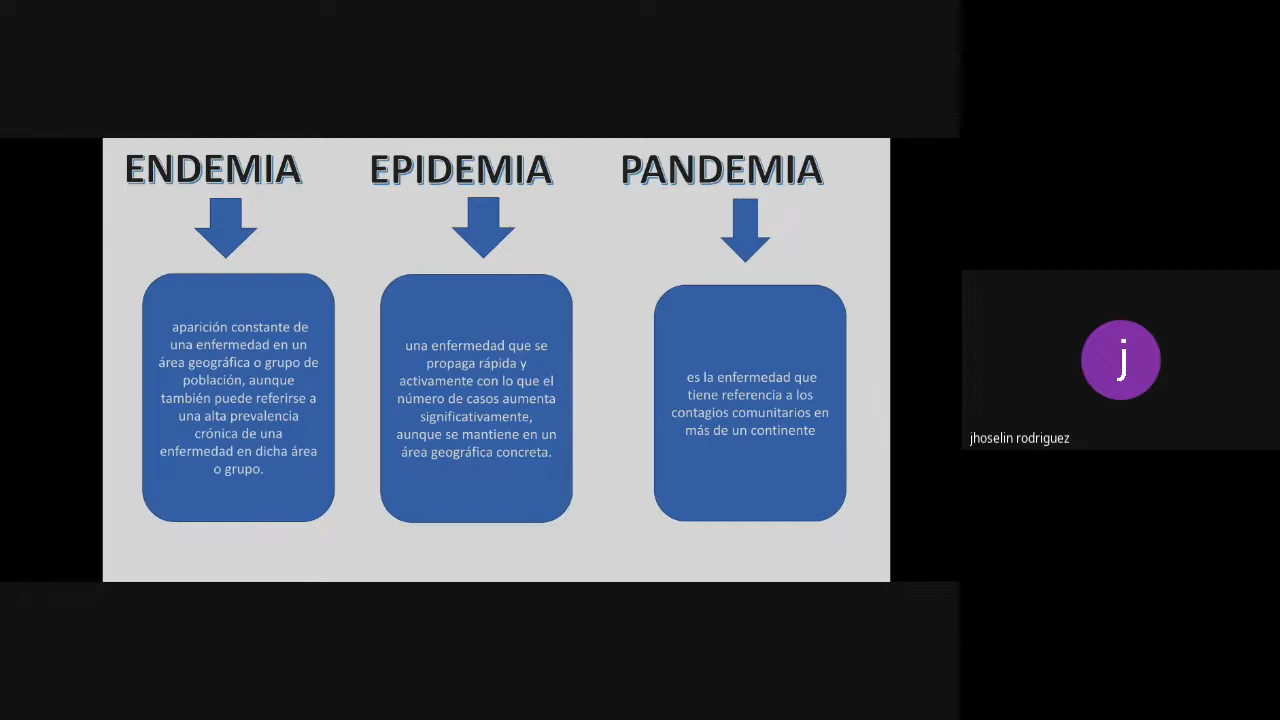 ENDEMIA
EPIDEMIA
PANDEMIA
aparición constante de
una enfermedad en un
área geográfica o grupo de
población, aunque
también puede referirse a
una alta prevalencia
crónica de una
enfermedad en dicha área
o grupo.
una enfermedad que se
propaga rápida y
activamente con lo que el
número de casos aumenta
significativamente,
aunque se mantiene en un
área geográfica concreta.
es la enfermedad que
tiene referencia a los
contagios comunitarios en
más de un continente
j
jhoselin rodriguez